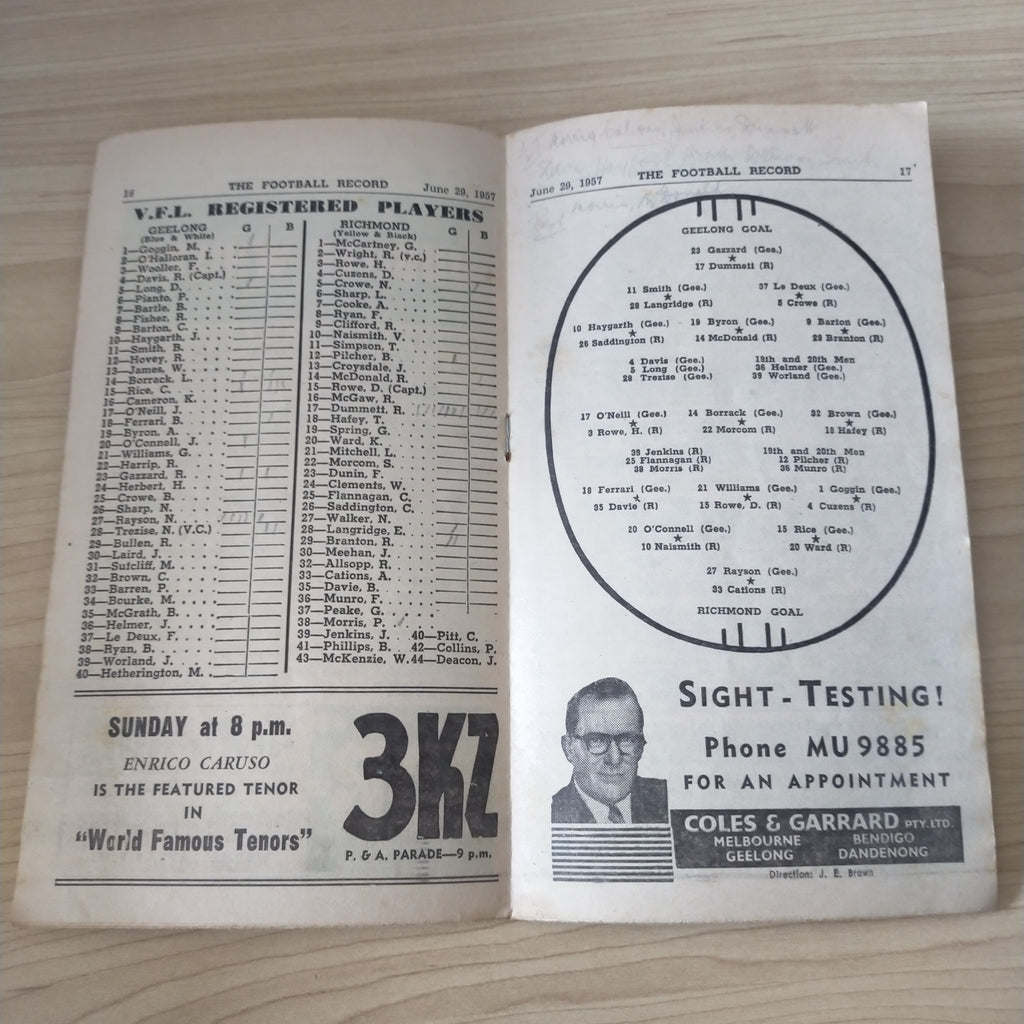 16 THE FOOTBALL RECORD June 29, 1957
V.F.L. REGISTERED PLAYERS
GEELONG G B
(Blue & White)
1—Goggin, M.
2—O'Halloran, I.
3—Wooller, F.
4—Davis, R. (Capt.)
5—Long, D.
6—Pianto, P.
7—Bartle, B.
8—Fisher, R.
9—Barton, C.
10—Haygarth, J.
11—Smith, B.
12—Hovey, R.
13—James, W.
14—Borrack, L.
15—Rice, C.
16—Cameron, K.
17—O'Neill, J.
18—Ferrari, B.
19—Byron, A.
20—O'Connell, J.
21—Williams, G.
22—Harrip, R.
23—Gazzard, R.
24—Herbert, H.
25—Crowe, B.
26—Sharp, N.
27—Rayson, N.
28—Trezise, N. (V.C.)
29—Bullen, R.
30—Laird, J.
31—Sutcliff, M.
32—Brown, C.
33—Barren, P.
34—Bourke, M.
35—McGrath, B.
36—Helmer, J.
37—Le Deux, F.
38—Ryan, B.
39—Worland, J.
40—Hetherington, M.
RICHMOND G B
(Yellow & Black)
1—McCartney, G.
2—Wright, R. (v.c.)
3—Rowe, H.
4—Cuzens, D.
5—Crowe, N.
6—Sharp, L.
7—Cooke, A.
8—Ryan, F.
9—Clifford, R.
10—Naismith, V.
11—Simpson, T.
12—Pilcher, B.
13—Croysdale, J.
14—McDonald, R.
15—Rowe, D. (Capt.)
16—McGaw, R.
17—Dummett, R.
18—Hafey, T.
19—Spring, G.
20—Ward, K.
21—Mitchell, L.
22—Morcom, S.
23—Dunin, F.
24—Clements, W.
25—Flannagan, C.
26—Saddington, C.
27—Walker, N.
28—Langridge, E.
29—Branton, R.
30—Meehan, J.
32—Allsopp, R.
33—Cations, A.
35—Davie, B.
36—Munro, F.
37—Peake, G.
38—Morris, P.
39—Jenkins, J. 40—Pitt, C.
41—Phillips, B. 42—Collins, P.
43—McKenzie, W. 44—Deacon, J.
SUNDAY at 8 p.m.
ENRICO CARUSO
IS THE FEATURED TENOR
IN
"World Famous Tenors"
3KZ
P. & A. PARADE—9 p.m.
June 29, 1957 THE FOOTBALL RECORD 17
GEELONG GOAL
23 Gazzard (Gee.)
17 Dummett (R)
11 Smith (Gee.) 37 Le Deux (Gee.)
28 Langridge (R) 5 Crowe (R)
10 Haygarth (Gee.) 19 Byron (Gee.) 9 Barton (Gee.)
26 Saddington (R) 14 McDonald (R) 29 Branton (R)
4 Davis (Gee.) 19th and 20th Men
5 Long (Gee.) 36 Helmer (Gee.)
28 Trezise (Gee.) 39 Worland (Gee.)
17 O'Neill (Gee.) 14 Borrack (Gee.) 32 Brown (Gee.)
3 Rowe, H. (R) 22 Morcom (R) 18 Hafey (R)
39 Jenkins (R) 19th and 20th Men
25 Flannagan (R) 12 Pilcher (R)
38 Morris (R) 36 Munro (R)
18 Ferrari (Gee.) 21 Williams (Gee.) 1 Goggin (Gee.)
35 Davie (R) 15 Rowe, D. (R) 4 Cuzens (R)
20 O'Connell (Gee.) 15 Rice (Gee.)
10 Naismith (R) 20 Ward (R)
27 Rayson (Gee.)
33 Cations (R)
RICHMOND GOAL
SIGHT - TESTING!
Phone MU 9885
FOR AN APPOINTMENT
COLES & GARRARD PTY. LTD.
MELBOURNE BENDIGO
GEELONG DANDENONG
Direction: J. E. Brown